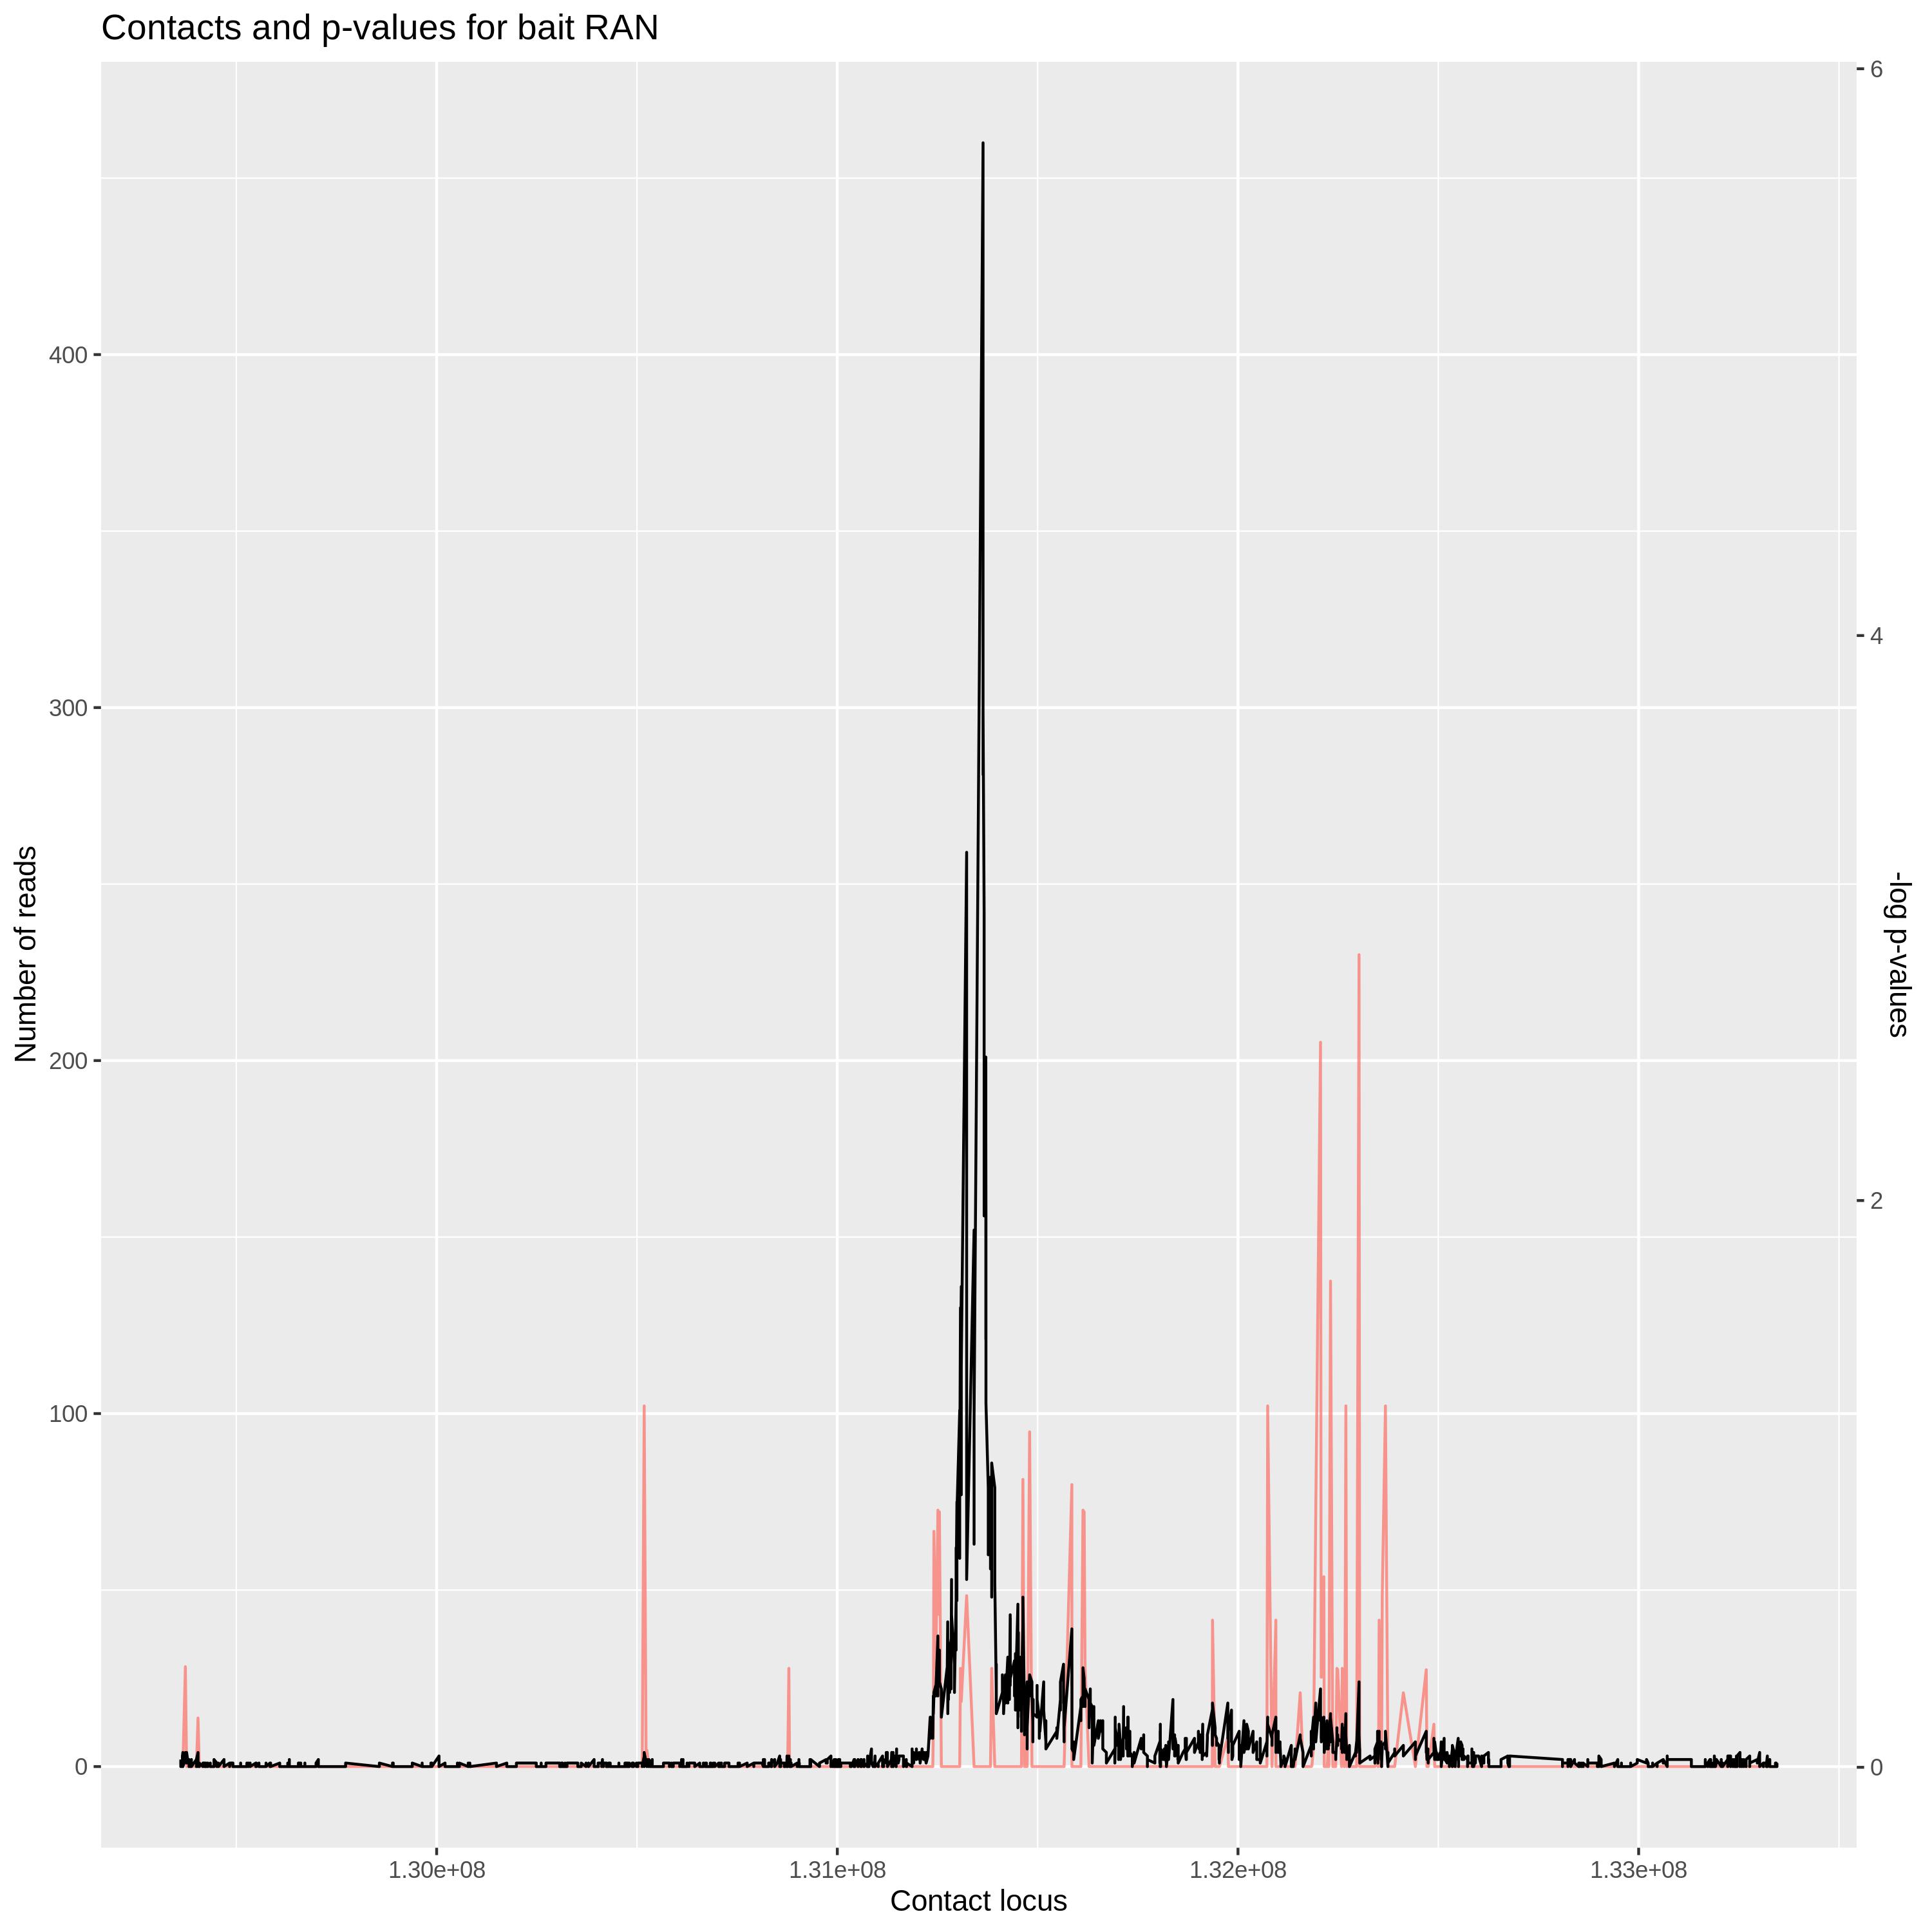 Contacts and p-values for bait RAN
6
400
4
300
Number of reads
-log p-values
200
2
100
0
0
1.30e+08
1.31e+08
1.32e+08
1.33e+08
Contact locus